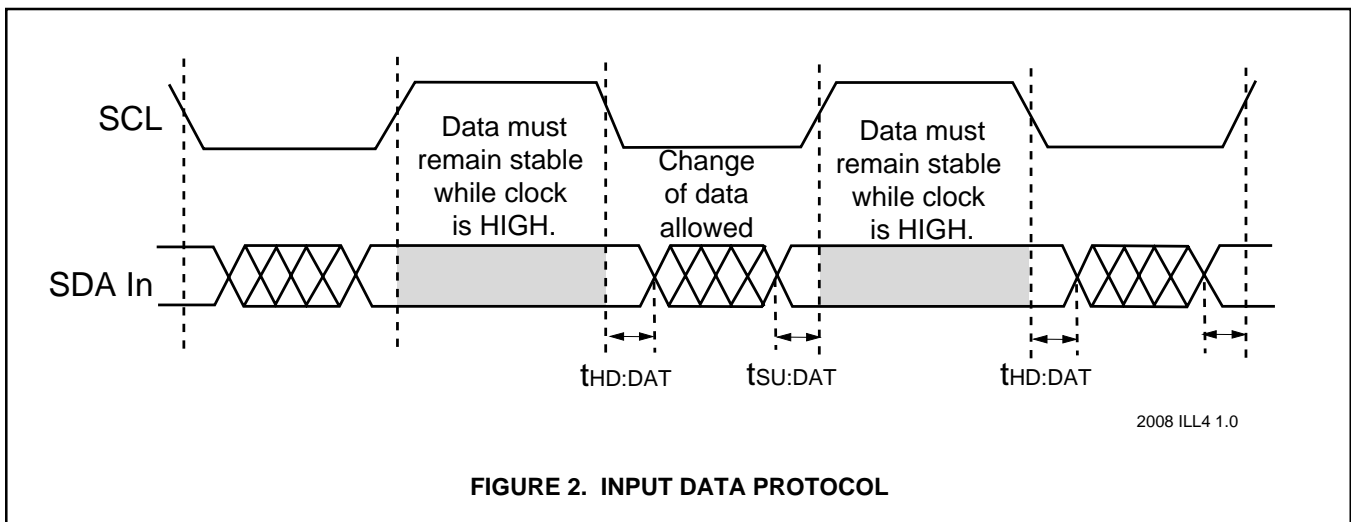 SCL
Data must
remain stable
while clock
is HIGH.
Change
of data
allowed
Data must
remain stable
while clock
is HIGH.
SDA In
tHD:DAT
tSU:DAT
tHD:DAT
2008 ILL4 1.0
FIGURE 2. INPUT DATA PROTOCOL